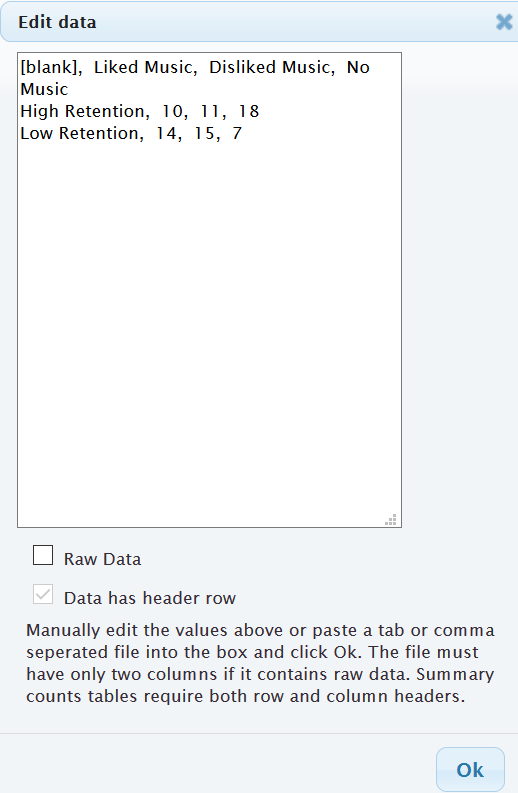 Edit data
[blank],  Liked Music,  Disliked Music,  No
Music
High Retention,  10,  11,  18
Low Retention,  14,  15,  7
Raw Data
Data has header row
Manually edit the values above or paste a tab or comma
seperated file into the box and click Ok. The file must
have only two columns if it contains raw data. Summary
counts tables require both row and column headers.
Ok